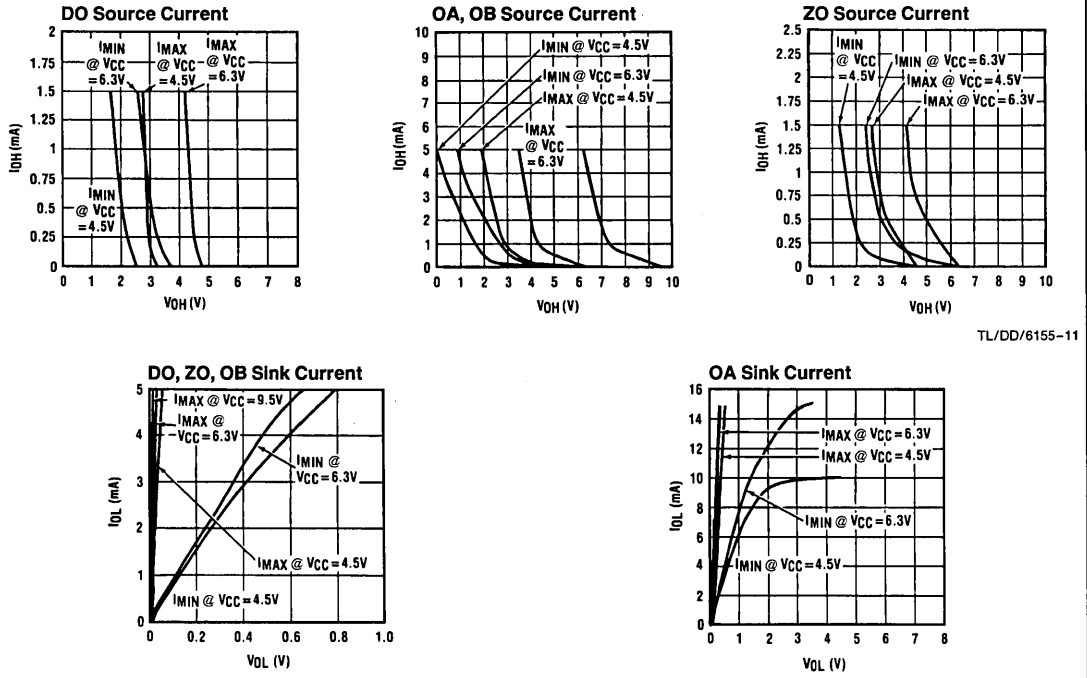 DO Source Current
2
1.75
1.5
1.25
1
0.75
0.5
0.25
0
IOH (mA)
IMIN
@ VCC
=6.3V
IMAX
@ VCC
=4.5V
IMAX
@ VCC
=6.3V
IMIN
@ VCC
=4.5V
0 1 2 3 4 5 6 7 8
VOH (V)
OA, OB Source Current
10
9
8
7
6
5
4
3
2
1
0
IOH (mA)
IMIN @ VCC=4.5V
IMIN @ VCC=6.3V
IMAX @ VCC=4.5V
IMAX
@ VCC
=6.3V
0 1 2 3 4 5 6 7 8 9 10
VOH (V)
ZO Source Current
2.5
2.25
2.0
1.75
1.5
1.25
1
0.75
0.5
0.25
0
IOH (mA)
IMIN
@ VCC
=4.5V
IMIN @ VCC=6.3V
IMAX @ VCC=4.5V
IMAX @ VCC=6.3V
0 1 2 3 4 5 6 7 8 9 10
VOH (V)
TL/DD/6155-11
DO, ZO, OB Sink Current
5
4
3
2
1
0
IOL (mA)
IMAX @ VCC=9.5V
IMAX @
VCC=6.3V
IMIN @
VCC=6.3V
IMAX @ VCC=4.5V
IMIN @ VCC=4.5V
0 0.2 0.4 0.6 0.8 1.0
VOL (V)
OA Sink Current
16
14
12
10
8
6
4
2
0
IOL (mA)
IMAX @ VCC=6.3V
IMAX @ VCC=4.5V
IMIN @ VCC=6.3V
IMIN @ VCC=4.5V
0 1 2 3 4 5 6 7 8
VOL (V)